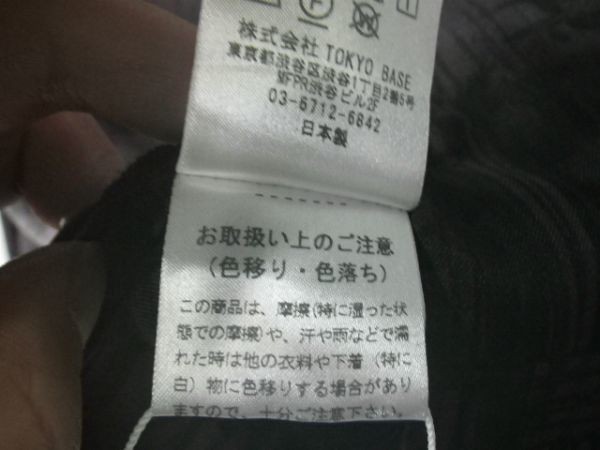 株式会社 TOKYO BASE
東京都渋谷区渋谷1丁目2番5号
MFPR渋谷ビル2F
03-6712-6842
日本製
お取扱い上のご注意
(色移り・色落ち)
この商品は、摩擦(特に湿った状
態での摩擦)や、汗や雨などで濡
れた時は他の衣料や下着(特に
白)物に色移りする場合があり
ますので、十分ご注意下さい。